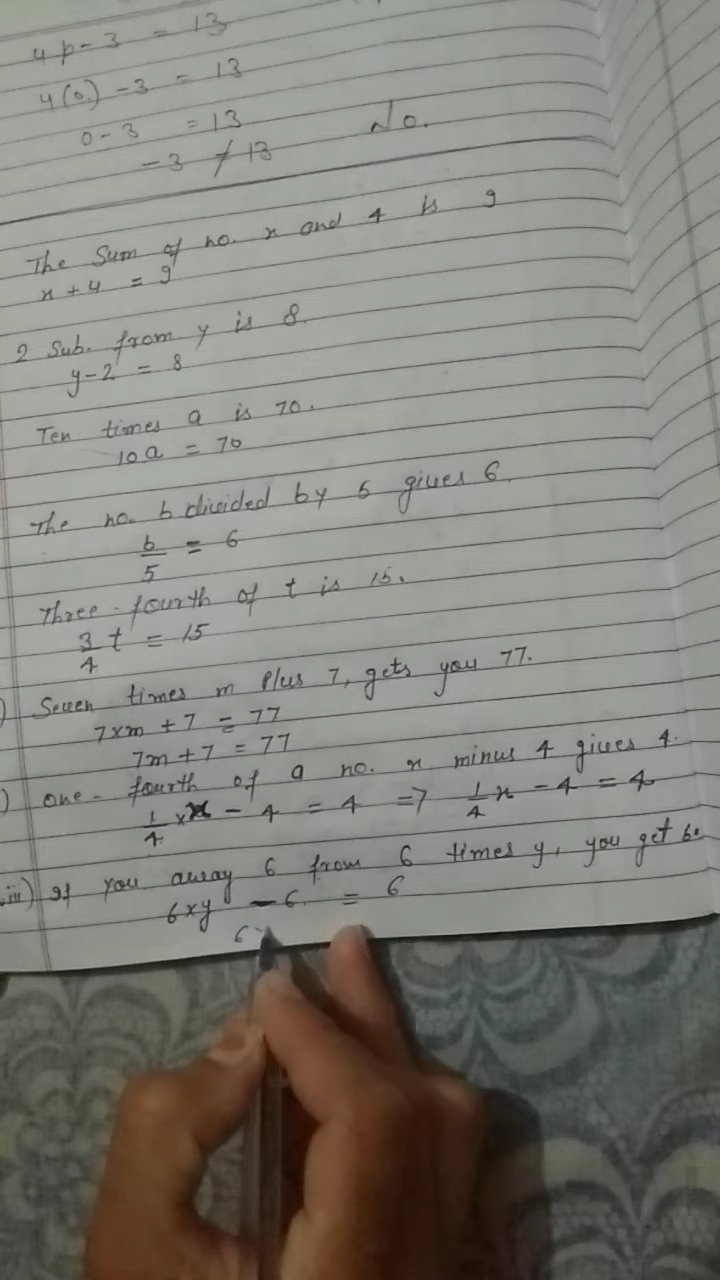 4p - 3 = 13
4(0) - 3 = 13
0 - 3 = 13 No.
-3 ≠ 13
The Sum of no. x and 4 is 9
x + 4 = 9
2 Sub. from y is 8.
y - 2 = 8
Ten times a is 70.
10a = 70
The no. b divided by 5 gives 6.
b/5 = 6
Three-fourth of t is 15.
3/4 t = 15
) Seven times m Plus 7, gets you 77.
7×m + 7 = 77
7m + 7 = 77
) one-fourth of a no. x minus 4 gives 4.
1/4 × x - 4 = 4 => 1/4 x - 4 = 4
iii) If you away 6 from 6 times y, you get 60
6×y - 6 = 6
6